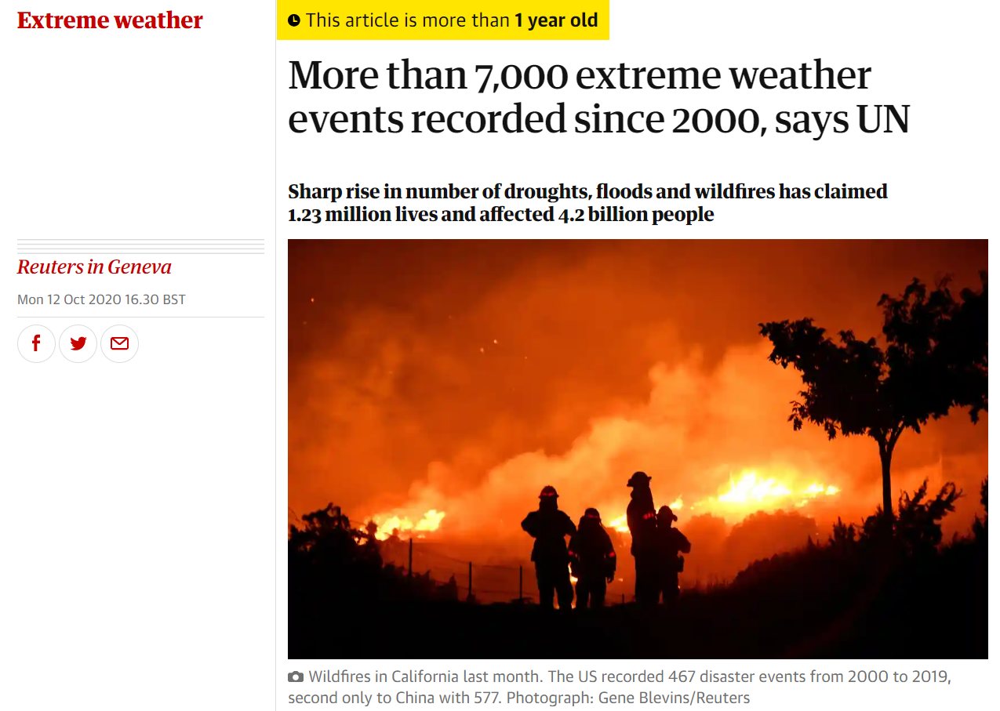 Extreme weather
This article is more than 1 year old
More than 7,000 extreme weather
events recorded since 2000, says UN
Sharp rise in number of droughts, floods and wildfires has claimed
1.23 million lives and affected 4.2 billion people
Reuters in Geneva
Mon 12 Oct 2020 16.30 BST
Wildfires in California last month. The US recorded 467 disaster events from 2000 to 2019,
second only to China with 577. Photograph: Gene Blevins/Reuters